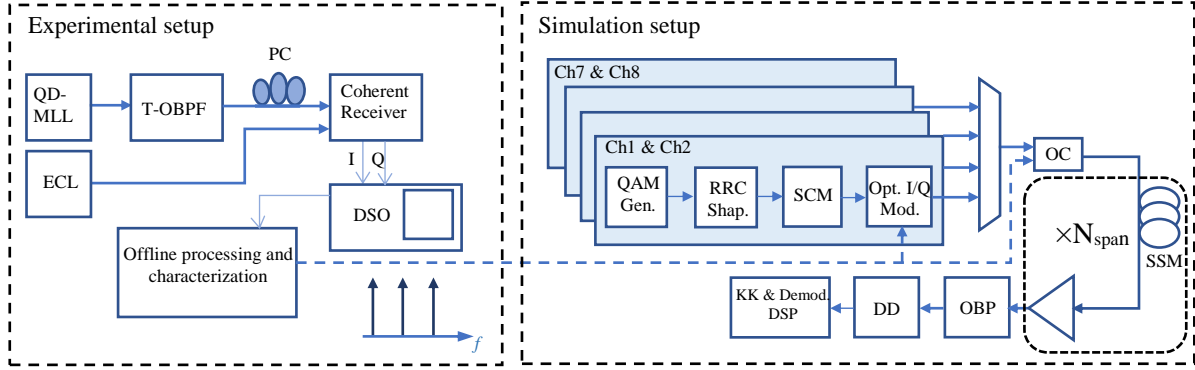 Experimental setup
QD-
MLL
T-OBPF
PC
Coherent
Receiver
ECL
I
Q
DSO
Offline processing and
characterization
f
Simulation setup
Ch7 & Ch8
Ch1 & Ch2
QAM
Gen.
RRC
Shap.
SCM
Opt. I/Q
Mod.
OC
×Nspan
SSM
KK & Demod.
DSP
DD
OBP